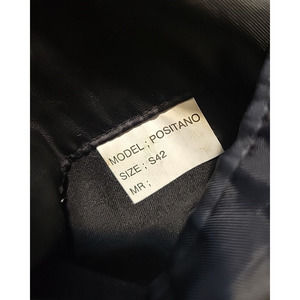 MODEL ; POSITANO
SIZE ; S42
MR ;